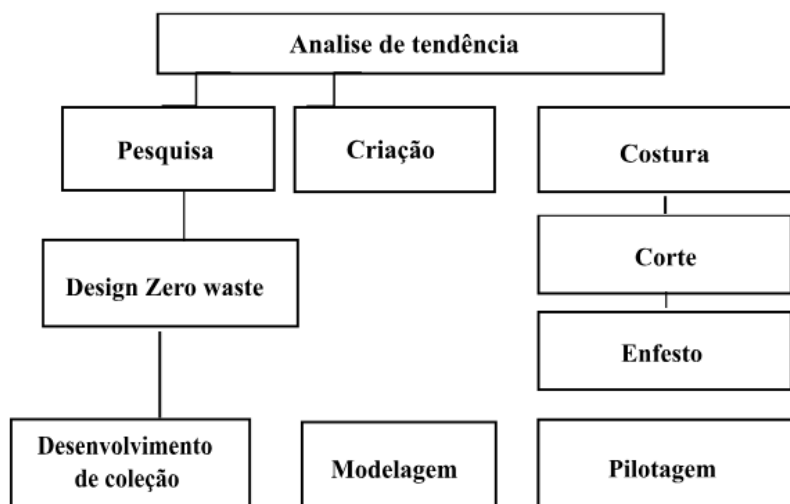 Analise de tendência
Pesquisa
Criação
Costura
Corte
Design Zero waste
Enfesto
Desenvolvimento
de coleção
Modelagem
Pilotagem